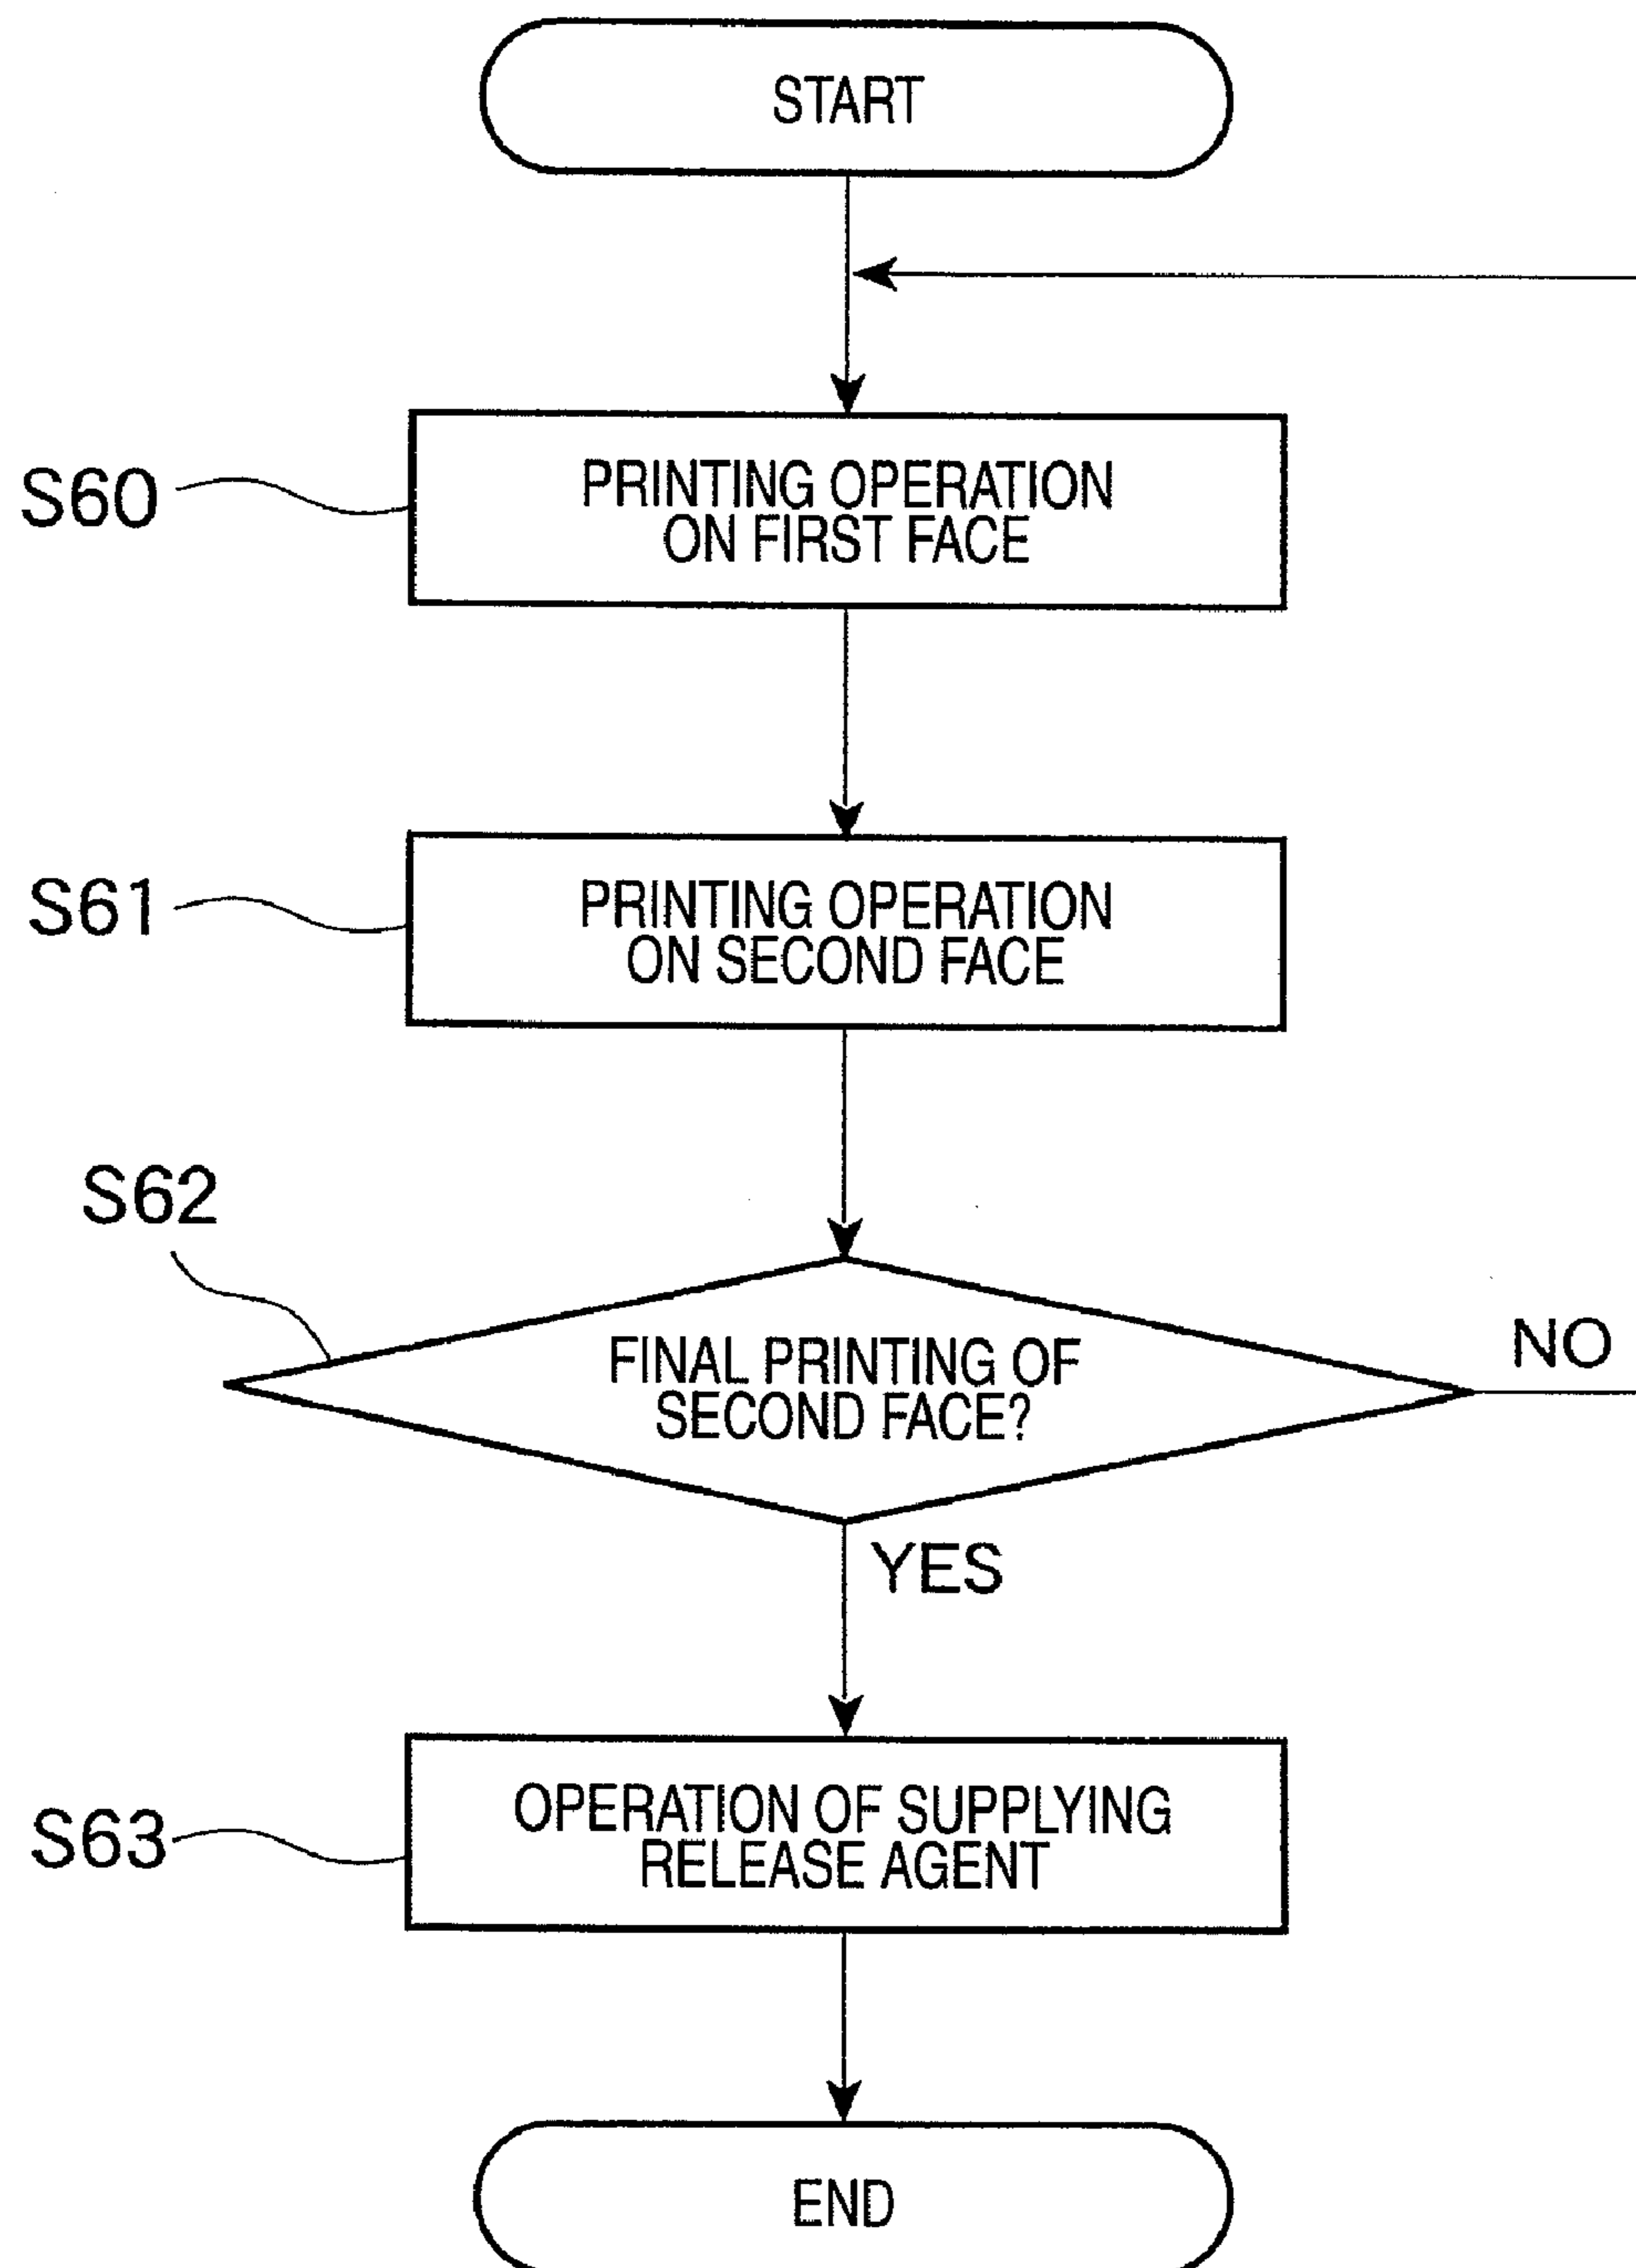 START
S60
PRINTING OPERATION
ON FIRST FACE
S61
PRINTING OPERATION
ON SECOND FACE
S62
FINAL PRINTING OF
SECOND FACE?
NO
YES
S63
OPERATION OF SUPPLYING
RELEASE AGENT
END